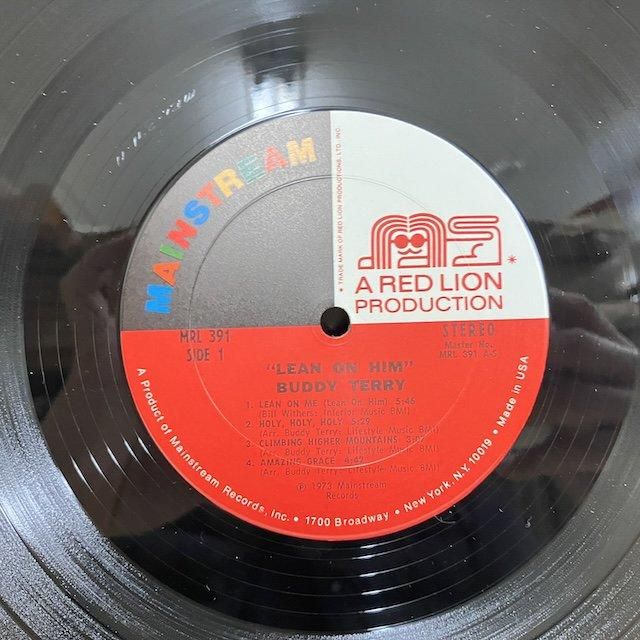 MAINSTREAM
* TRADE MARK OF RED LION PRODUCTIONS, LTD., INC.
A RED LION
PRODUCTION
*
MRL 391
SIDE 1
STEREO
Master No.
MRL 391 A-S
"LEAN ON HIM"
BUDDY TERRY
1. LEAN ON ME (Lean On Him) 5:46
(Bill Withers: Interior Music BMI)
2. HOLY, HOLY, HOLY 5:29
(Arr. Buddy Terry: Lifestyle Music BMI)
3. CLIMBING HIGHER MOUNTAINS 3:07
(Arr. Buddy Terry: Lifestyle Music BMI)
4. AMAZING GRACE 4:42
(Arr. Buddy Terry: Lifestyle Music BMI)
℗ 1973 Mainstream
Records
A Product of Mainstream Records, Inc. • 1700 Broadway • New York, N.Y. 10019 • Made in USA